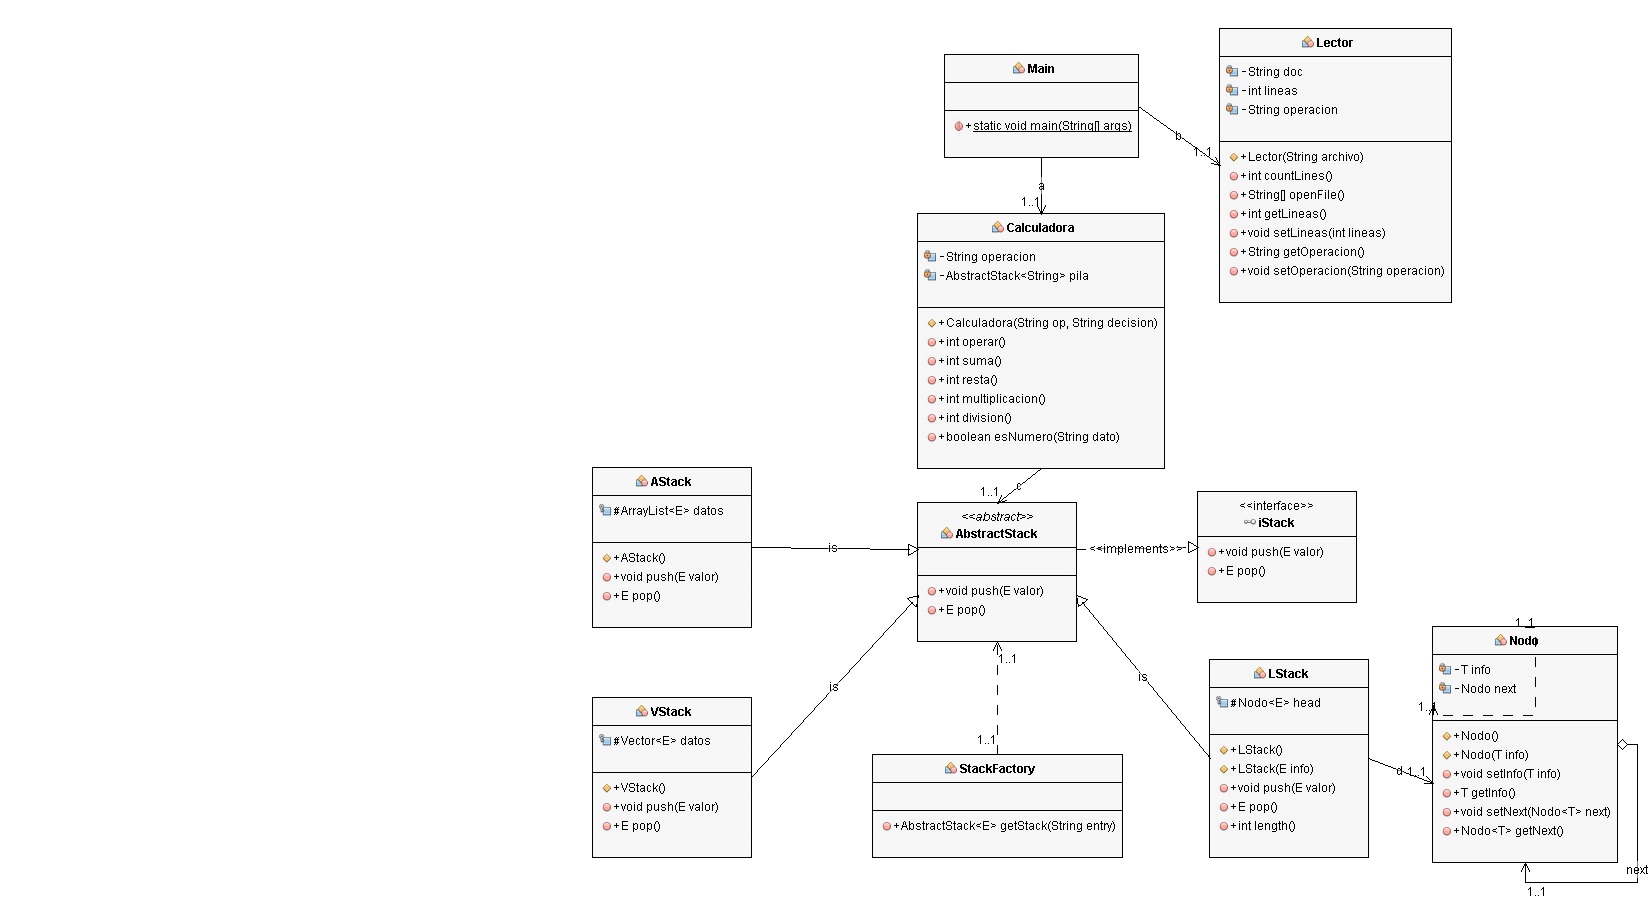 Main
+ static void main(String[] args)
Lector
- String doc
- int lineas
- String operacion
+ Lector(String archivo)
+ int countLines()
+ String[] openFile()
+ int getLineas()
+ void setLineas(int lineas)
+ String getOperacion()
+ void setOperacion(String operacion)
b
1..1
a
1..1
Calculadora
- String operacion
- AbstractStack<String> pila
+ Calculadora(String op, String decision)
+ int operar()
+ int suma()
+ int resta()
+ int multiplicacion()
+ int division()
+ boolean esNumero(String dato)
c
1..1
AStack
# ArrayList<E> datos
+ AStack()
+ void push(E valor)
+ E pop()
is
<<abstract>>
AbstractStack
+ void push(E valor)
+ E pop()
<<implements>>
<<interface>>
iStack
+ void push(E valor)
+ E pop()
VStack
# Vector<E> datos
+ VStack()
+ void push(E valor)
+ E pop()
is
1..1
1..1
StackFactory
+ AbstractStack<E> getStack(String entry)
is
LStack
# Nodo<E> head
+ LStack()
+ LStack(E info)
+ void push(E valor)
+ E pop()
+ int length()
d 1..1
1..1
Nodo
- T info
- Nodo next
1..1
+ Nodo()
+ Nodo(T info)
+ void setInfo(T info)
+ T getInfo()
+ void setNext(Nodo<T> next)
+ Nodo<T> getNext()
next
1..1